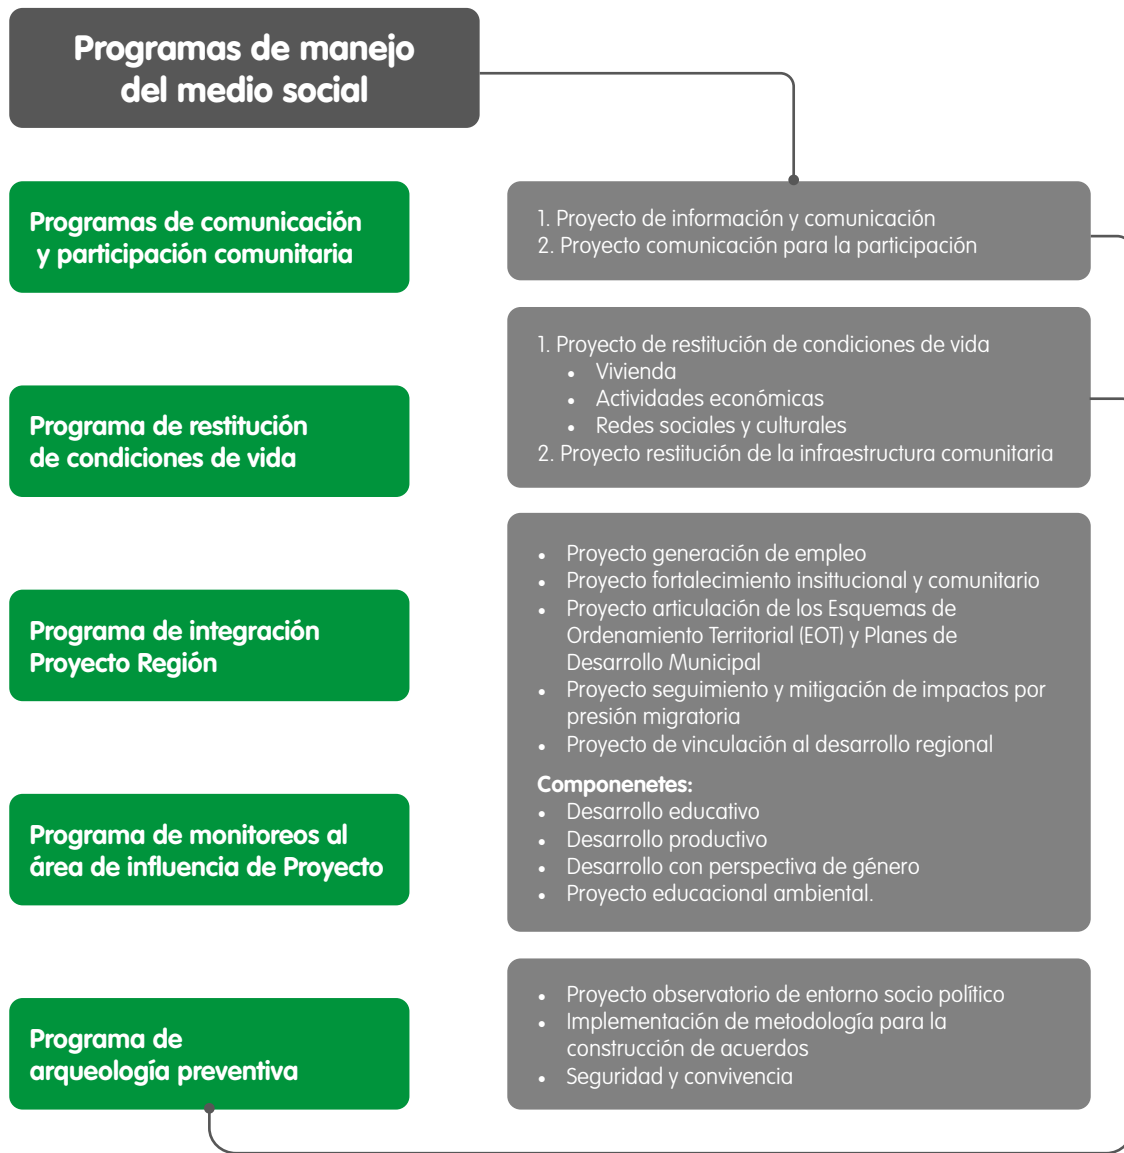 Programas de manejo
del medio social
Programas de comunicación
y participación comunitaria
1. Proyecto de información y comunicación
2. Proyecto comunicación para la participación
Programa de restitución
de condiciones de vida
1. Proyecto de restitución de condiciones de vida
• Vivienda
• Actividades económicas
• Redes sociales y culturales
2. Proyecto restitución de la infraestructura comunitaria
Programa de integración
Proyecto Región
• Proyecto generación de empleo
• Proyecto fortalecimiento insittucional y comunitario
• Proyecto articulación de los Esquemas de
Ordenamiento Territorial (EOT) y Planes de
Desarrollo Municipal
• Proyecto seguimiento y mitigación de impactos por
presión migratoria
• Proyecto de vinculación al desarrollo regional
Componenetes:
• Desarrollo educativo
• Desarrollo productivo
• Desarrollo con perspectiva de género
• Proyecto educacional ambiental.
Programa de monitoreos al
área de influencia de Proyecto
Programa de
arqueología preventiva
• Proyecto observatorio de entorno socio político
• Implementación de metodología para la
construcción de acuerdos
• Seguridad y convivencia